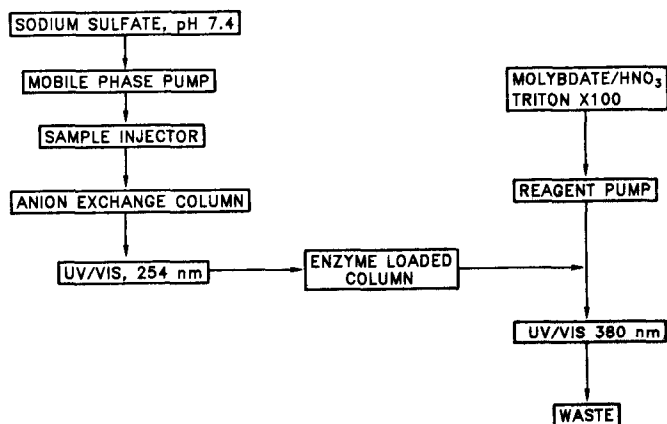 SODIUM SULFATE, pH 7.4
MOBILE PHASE PUMP
SAMPLE INJECTOR
ANION EXCHANGE COLUMN
UV/VIS, 254 nm
ENZYME LOADED
COLUMN
MOLYBDATE/HNO₃
TRITON X100
REAGENT PUMP
UV/VIS 380 nm
WASTE